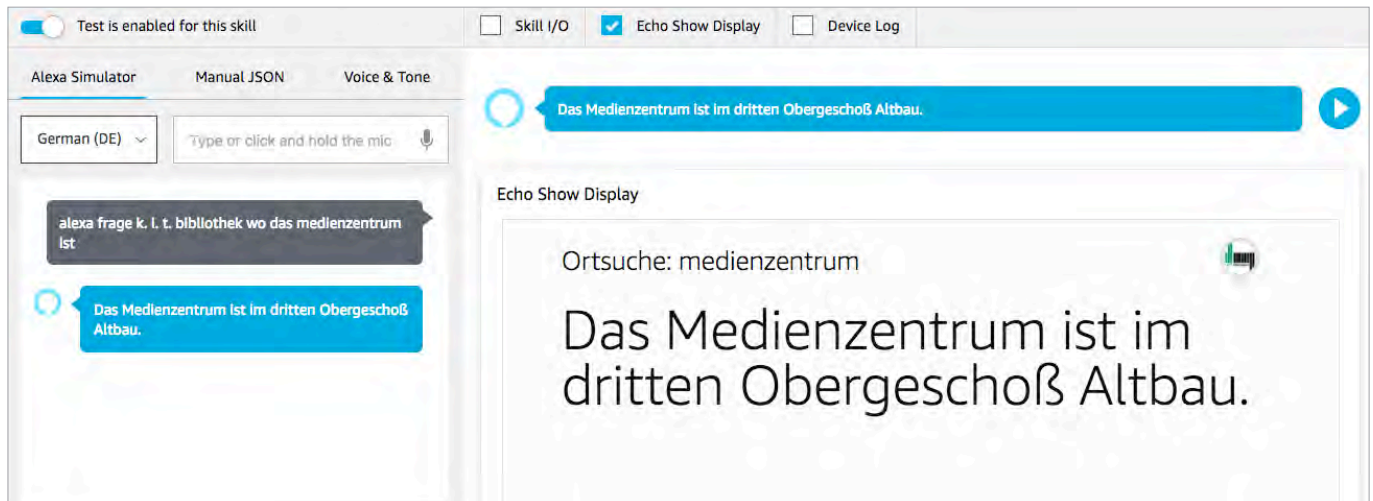 Test is enabled for this skill
Skill I/O
Echo Show Display
Device Log
Alexa Simulator
Manual JSON
Voice & Tone
German (DE)
Type or click and hold the mic
alexa frage k. i. t. bibliothek wo das medienzentrum
ist
Das Medienzentrum ist im dritten Obergeschoß
Altbau.
Das Medienzentrum ist im dritten Obergeschoß Altbau.
Echo Show Display
Ortsuche: medienzentrum
Das Medienzentrum ist im
dritten Obergeschoß Altbau.